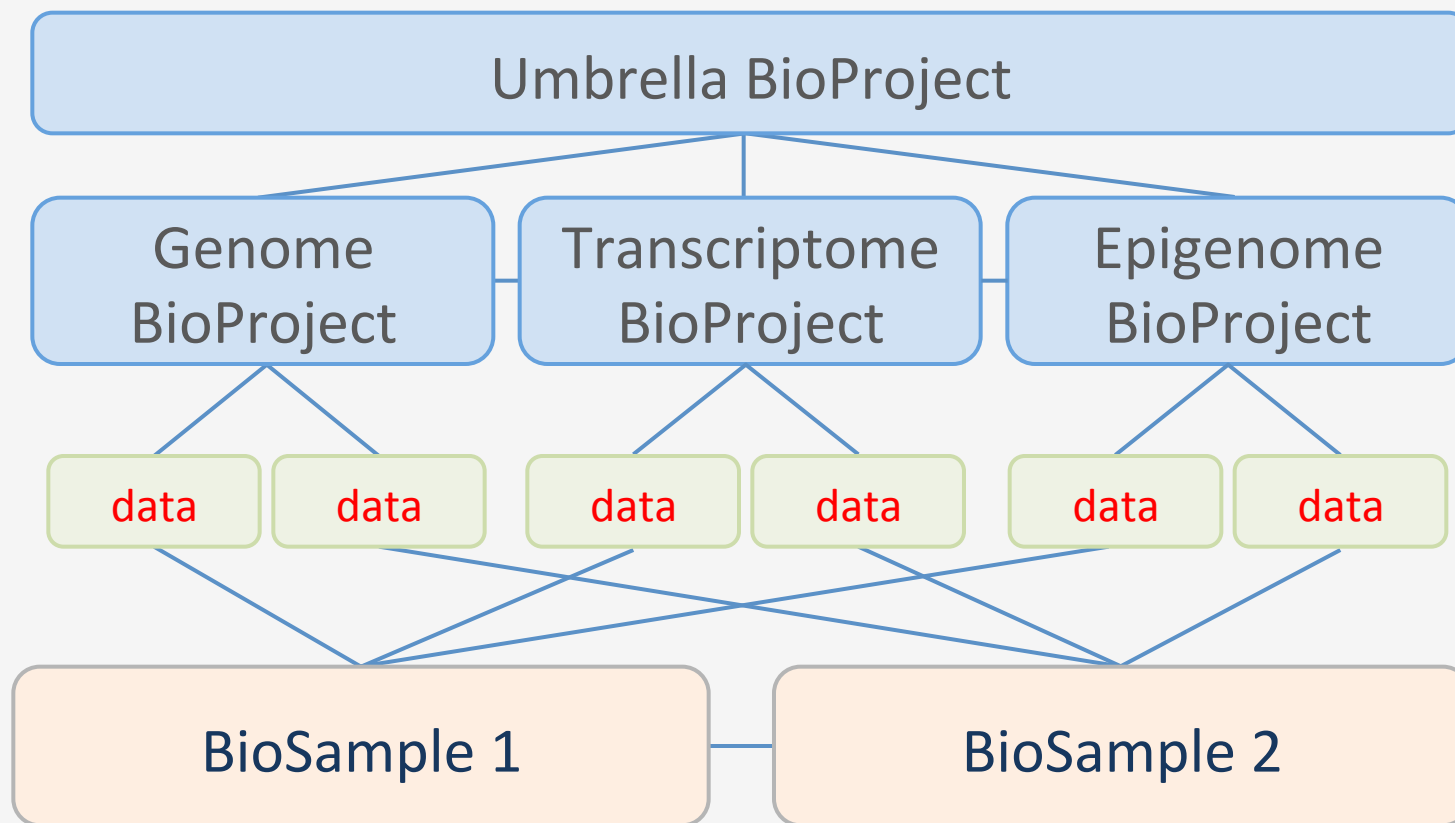 Umbrella BioProject
Genome
BioProject
Transcriptome
BioProject
Epigenome
BioProject
data
data
data
data
data
data
BioSample 1
BioSample 2